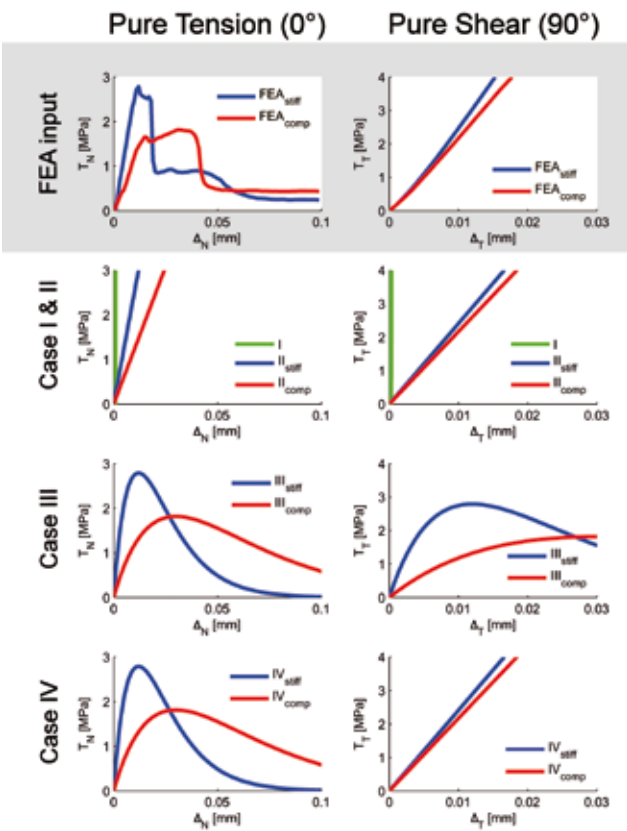 Pure Tension (0°) Pure Shear (90°)
FEA input
3
2
1
0
T_N [MPa]
FEA_stiff
FEA_comp
0 0.05 0.1
Δ_N [mm]
4
3
2
1
0
T_T [MPa]
FEA_stiff
FEA_comp
0 0.01 0.02 0.03
Δ_T [mm]
Case I & II
3
2
1
0
T_N [MPa]
I
II_stiff
II_comp
0 0.05 0.1
Δ_N [mm]
4
3
2
1
0
T_T [MPa]
I
II_stiff
II_comp
0 0.01 0.02 0.03
Δ_T [mm]
Case III
3
2
1
0
T_N [MPa]
III_stiff
III_comp
0 0.05 0.1
Δ_N [mm]
4
3
2
1
0
T_T [MPa]
III_stiff
III_comp
0 0.01 0.02 0.03
Δ_T [mm]
Case IV
3
2
1
0
T_N [MPa]
IV_stiff
IV_comp
0 0.05 0.1
Δ_N [mm]
4
3
2
1
0
T_T [MPa]
IV_stiff
IV_comp
0 0.01 0.02 0.03
Δ_T [mm]